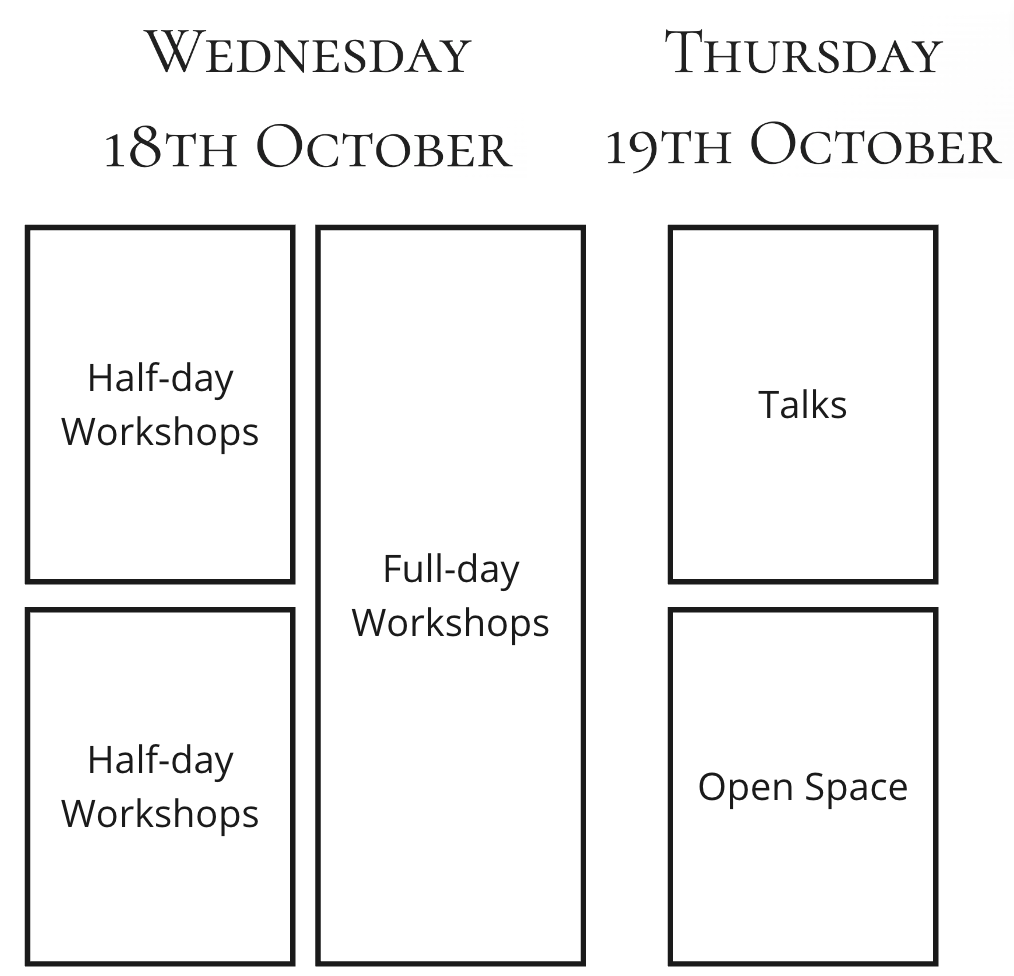 Wednesday
18th October
Thursday
19th October
Half-day
Workshops
Half-day
Workshops
Full-day
Workshops
Talks
Open Space